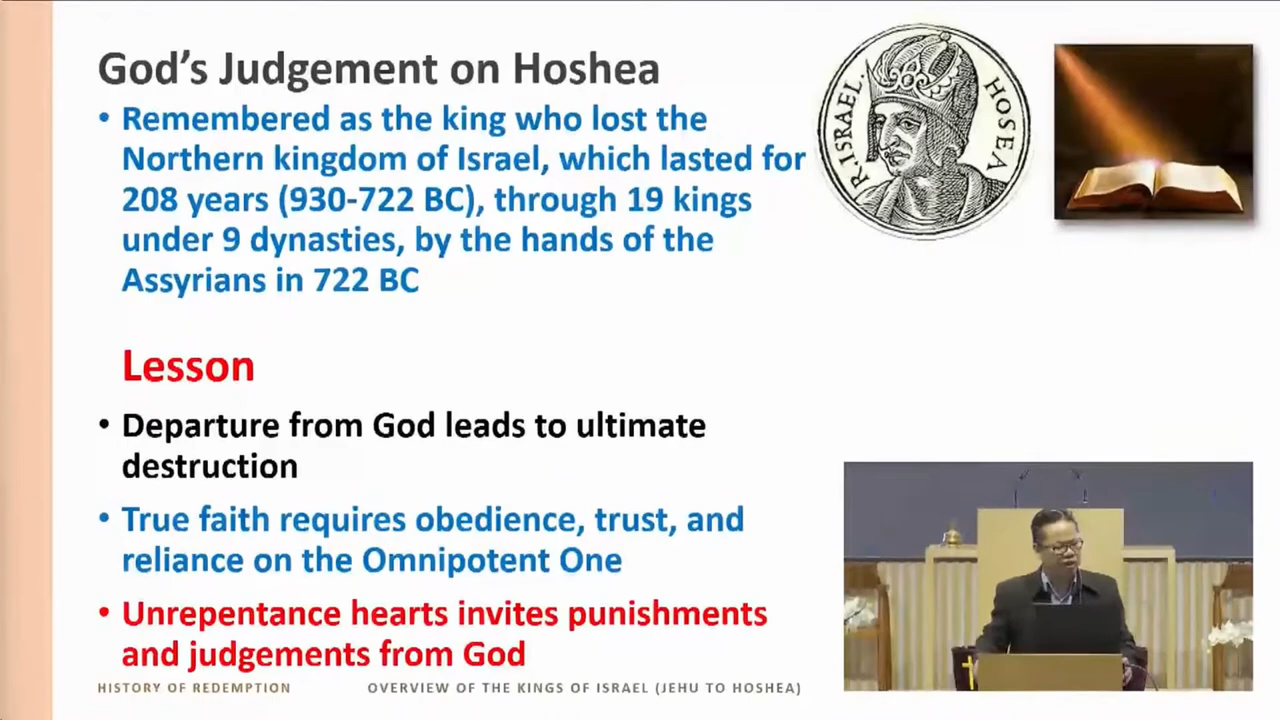 God's Judgement on Hoshea
• Remembered as the king who lost the
Northern kingdom of Israel, which lasted for
208 years (930-722 BC), through 19 kings
under 9 dynasties, by the hands of the
Assyrians in 722 BC
R. ISRAEL.
HOSEA
Lesson
• Departure from God leads to ultimate
destruction
• True faith requires obedience, trust, and
reliance on the Omnipotent One
• Unrepentance hearts invites punishments
and judgements from God
HISTORY OF REDEMPTION
OVERVIEW OF THE KINGS OF ISRAEL (JEHU TO HOSHEA)